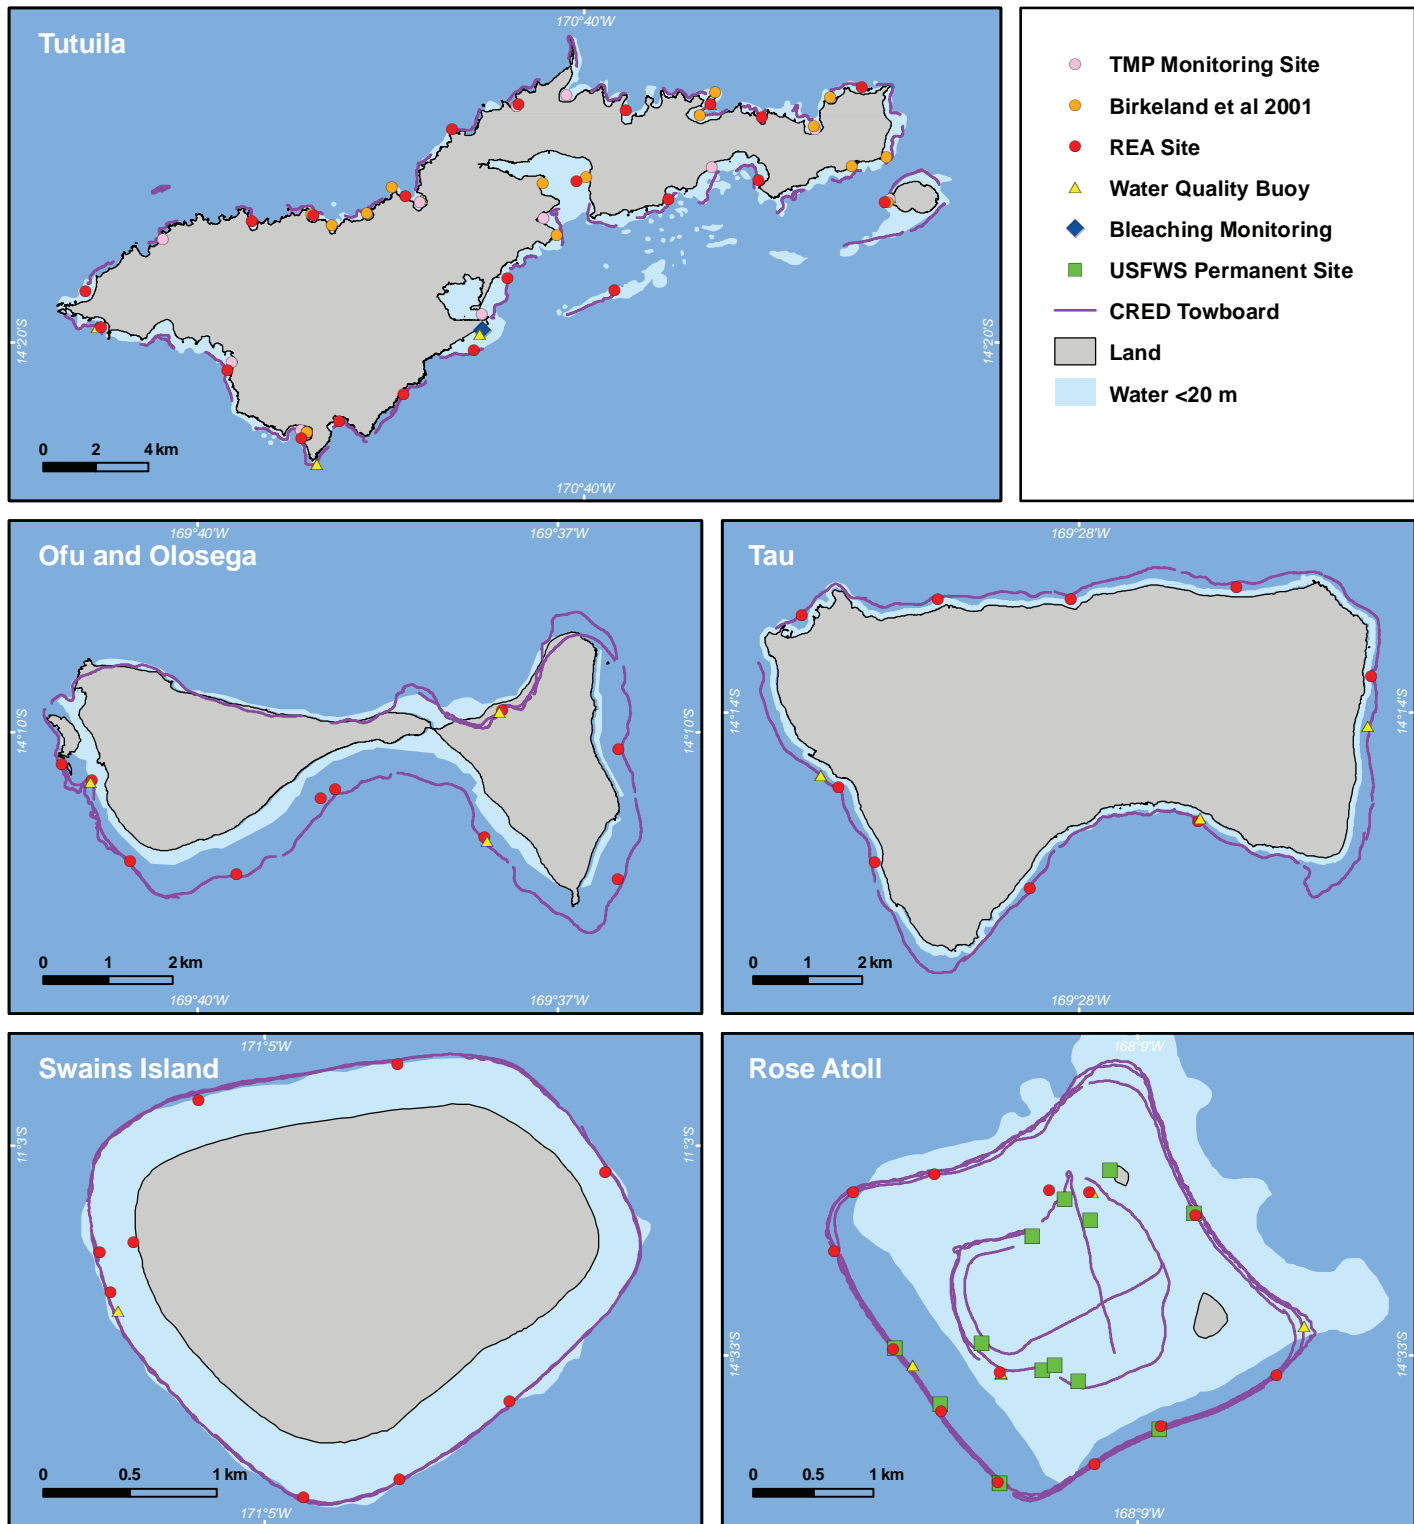 170°40'W
Tutuila
14°20'S
14°20'S
0 2 4 km
170°40'W
TMP Monitoring Site
Birkeland et al 2001
REA Site
Water Quality Buoy
Bleaching Monitoring
USFWS Permanent Site
CRED Towboard
Land
Water <20 m
169°40'W
169°37'W
Ofu and Olosega
14°10'S
14°10'S
0 1 2 km
169°40'W
169°37'W
169°28'W
Tau
14°14'S
14°14'S
0 1 2 km
169°28'W
171°5'W
Swains Island
11°3'S
11°3'S
0 0.5 1 km
171°5'W
168°9'W
Rose Atoll
14°33'S
14°33'S
0 0.5 1 km
168°9'W